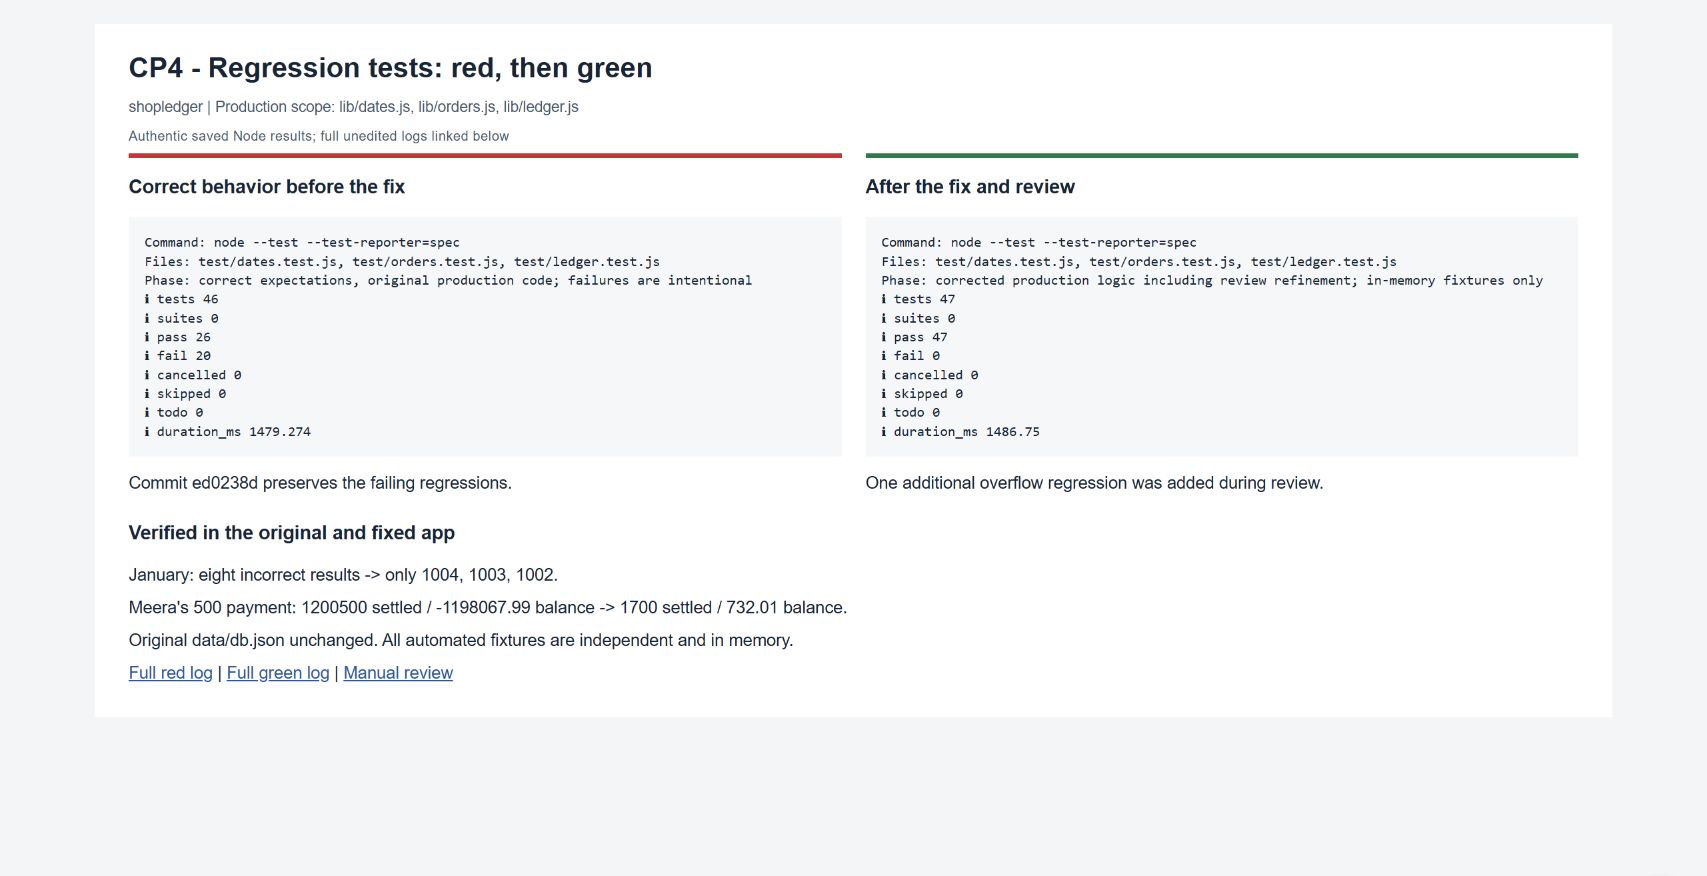 CP4 - Regression tests: red, then green
shopledger | Production scope: lib/dates.js, lib/orders.js, lib/ledger.js
Authentic saved Node results; full unedited logs linked below
Correct behavior before the fix
Command: node --test --test-reporter=spec
Files: test/dates.test.js, test/orders.test.js, test/ledger.test.js
Phase: correct expectations, original production code; failures are intentional
ℹ tests 46
ℹ suites 0
ℹ pass 26
ℹ fail 20
ℹ cancelled 0
ℹ skipped 0
ℹ todo 0
ℹ duration_ms 1479.274
Commit ed0238d preserves the failing regressions.
After the fix and review
Command: node --test --test-reporter=spec
Files: test/dates.test.js, test/orders.test.js, test/ledger.test.js
Phase: corrected production logic including review refinement; in-memory fixtures only
ℹ tests 47
ℹ suites 0
ℹ pass 47
ℹ fail 0
ℹ cancelled 0
ℹ skipped 0
ℹ todo 0
ℹ duration_ms 1486.75
One additional overflow regression was added during review.
Verified in the original and fixed app
January: eight incorrect results -> only 1004, 1003, 1002.
Meera's 500 payment: 1200500 settled / -1198067.99 balance -> 1700 settled / 732.01 balance.
Original data/db.json unchanged. All automated fixtures are independent and in memory.
Full red log | Full green log | Manual review